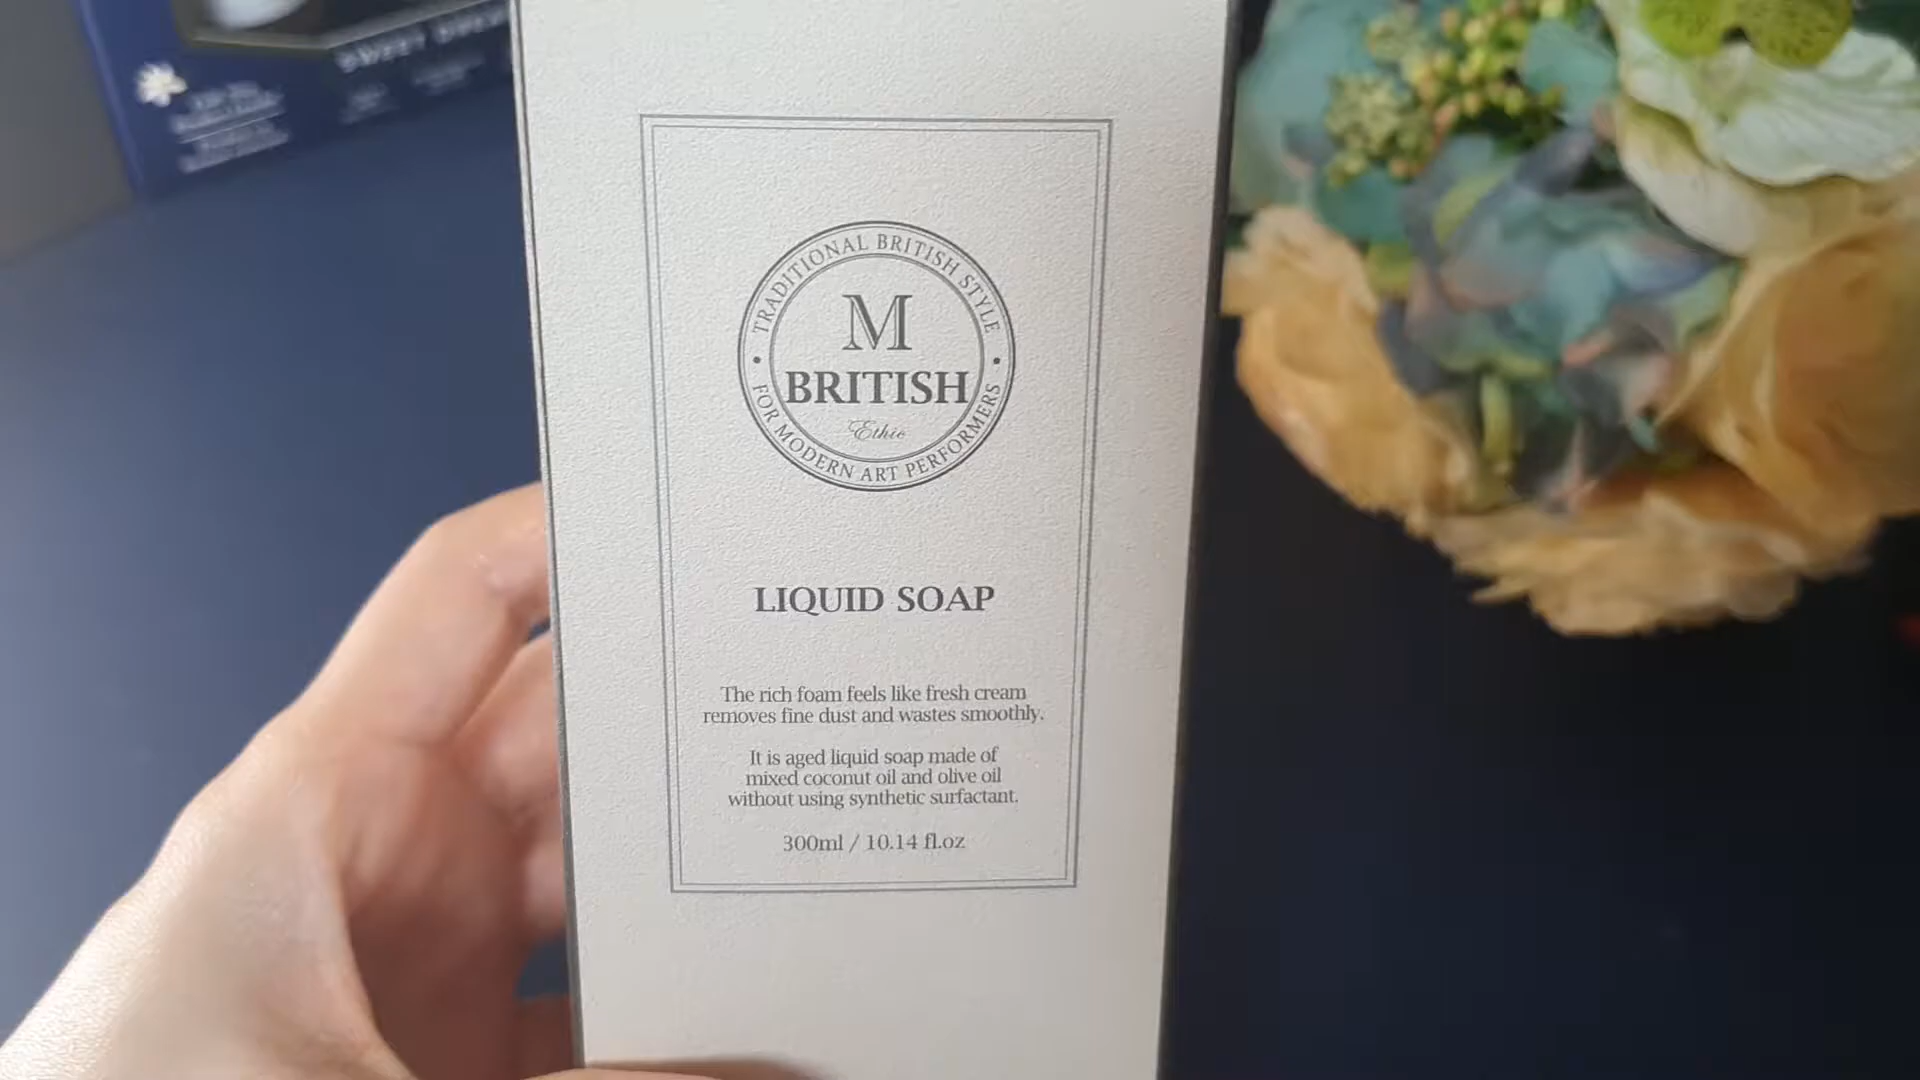 TRADITIONAL BRITISH STYLE
M
BRITISH
Ethic
FOR MODERN ART PERFORMERS
LIQUID SOAP
The rich foam feels like fresh cream
removes fine dust and wastes smoothly.
It is aged liquid soap made of
mixed coconut oil and olive oil
without using synthetic surfactant.
300ml / 10.14 fl.oz
SWEET